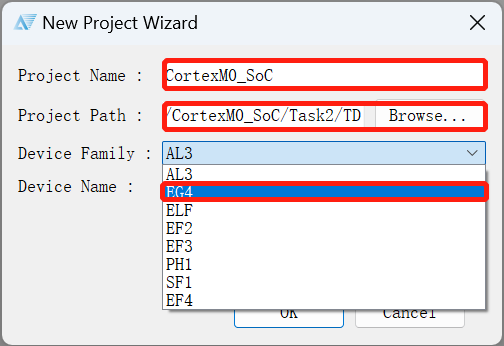 New Project Wizard
Project Name : CortexM0_SoC
Project Path : /CortexM0_SoC/Task2/TD Browse...
Device Family : AL3
AL3
Device Name : EG4
ELF
EF2
EF3
PH1
SF1
EF4
OK Cancel